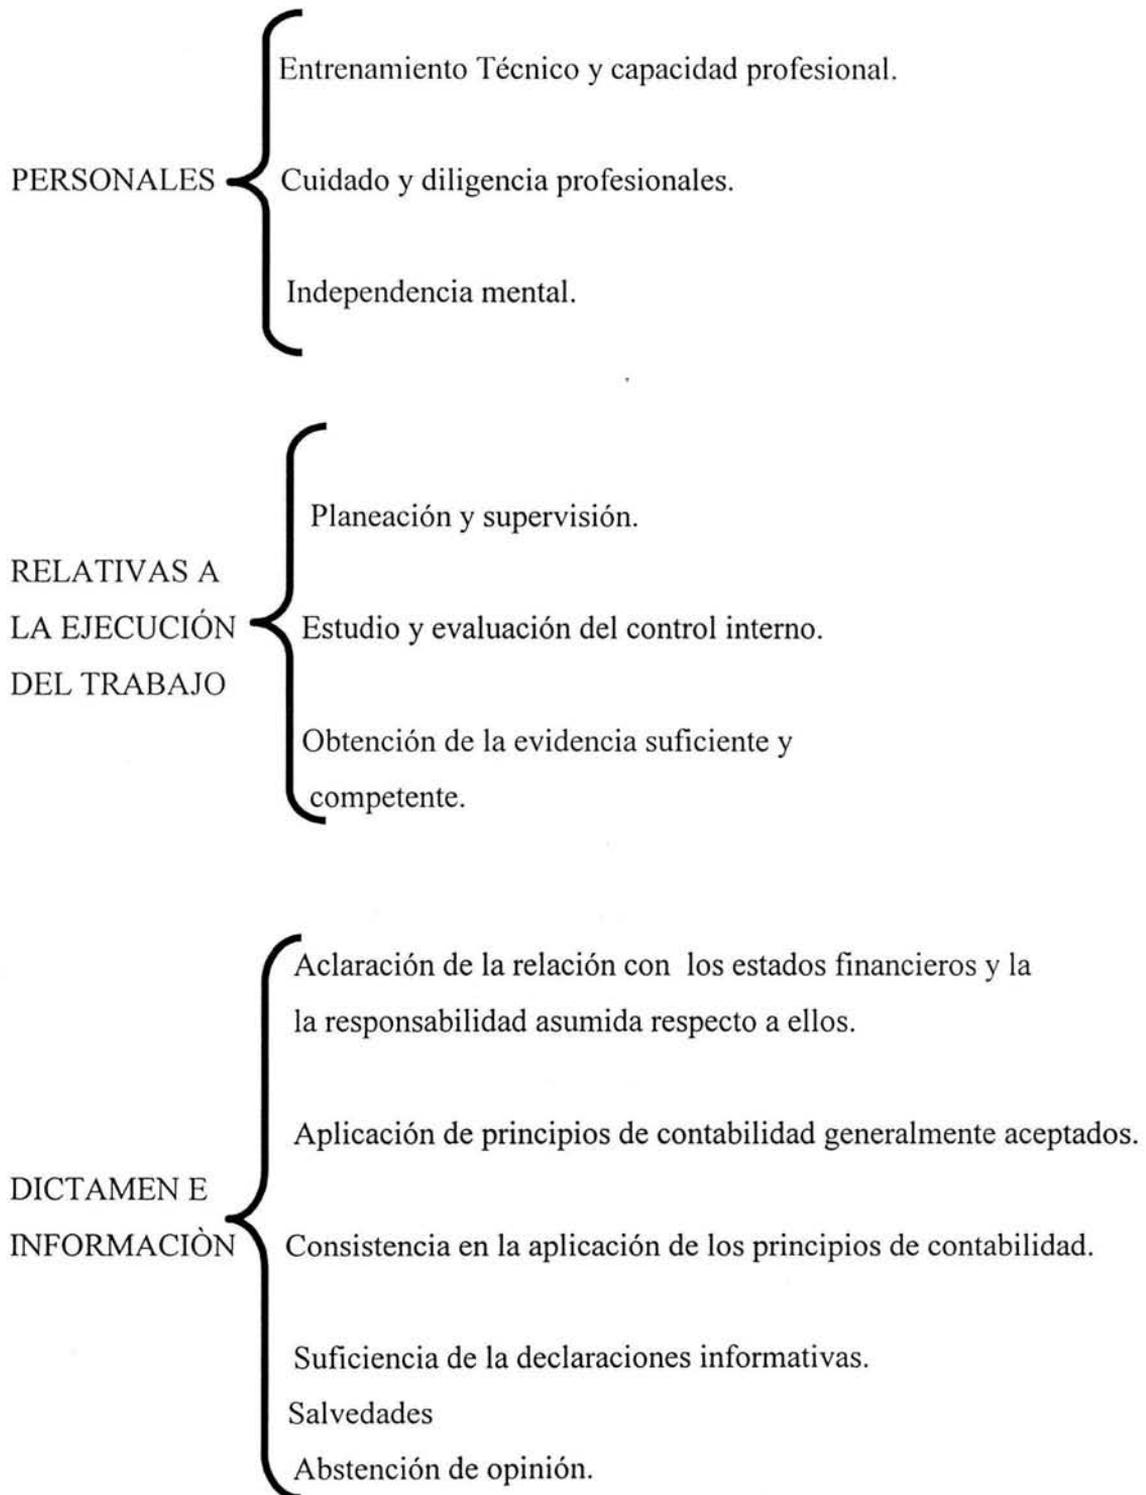 PERSONALES
Entrenamiento Técnico y capacidad profesional.
Cuidado y diligencia profesionales.
Independencia mental.
RELATIVAS A
LA EJECUCIÓN
DEL TRABAJO
Planeación y supervisión.
Estudio y evaluación del control interno.
Obtención de la evidencia suficiente y
competente.
DICTAMEN E
INFORMACIÒN
Aclaración de la relación con los estados financieros y la
la responsabilidad asumida respecto a ellos.
Aplicación de principios de contabilidad generalmente aceptados.
Consistencia en la aplicación de los principios de contabilidad.
Suficiencia de la declaraciones informativas.
Salvedades
Abstención de opinión.